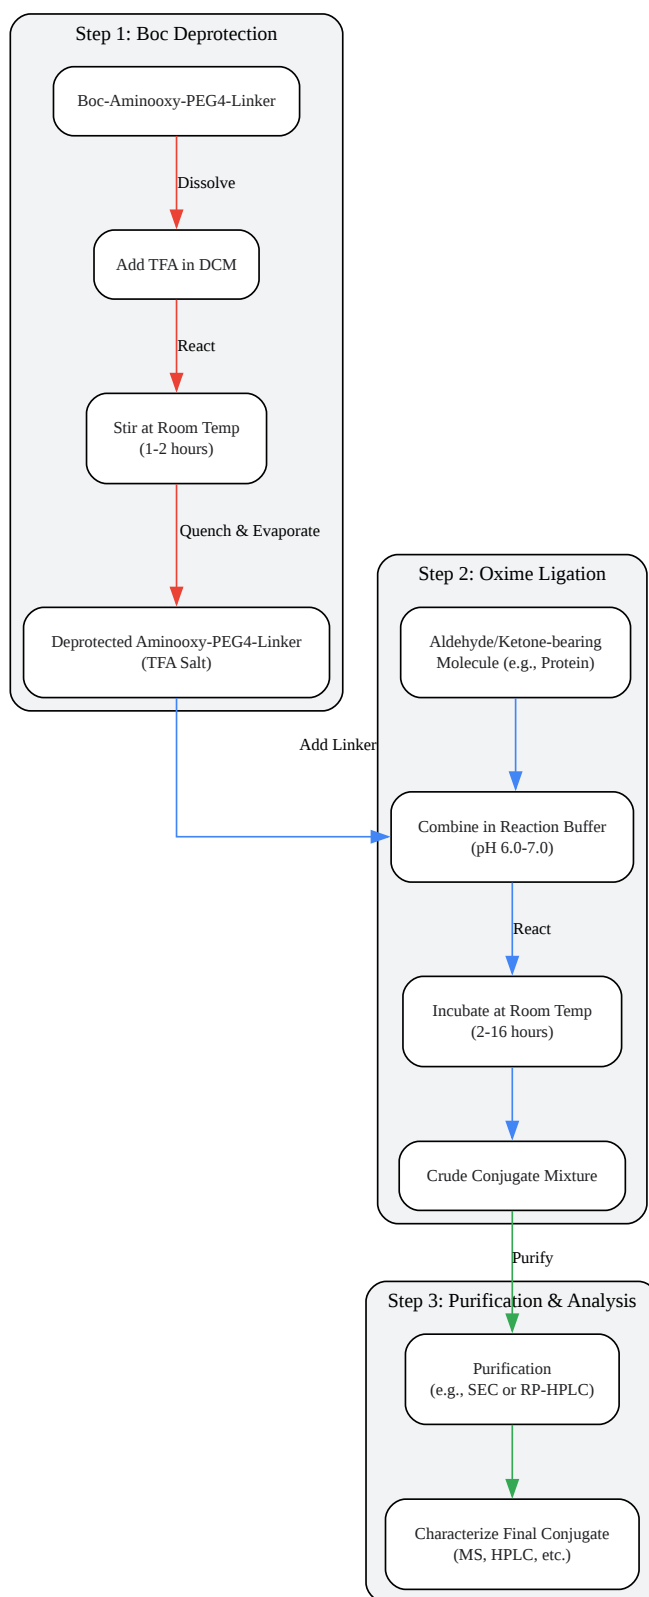 Step 1: Boc Deprotection
Boc-Aminooxy-PEG4-Linker
Dissolve
Add TFA in DCM
React
Stir at Room Temp
(1-2 hours)
Quench & Evaporate
Deprotected Aminooxy-PEG4-Linker
(TFA Salt)
Add Linker
Step 2: Oxime Ligation
Aldehyde/Ketone-bearing
Molecule (e.g., Protein)
Combine in Reaction Buffer
(pH 6.0-7.0)
React
Incubate at Room Temp
(2-16 hours)
Crude Conjugate Mixture
Purify
Step 3: Purification & Analysis
Purification
(e.g., SEC or RP-HPLC)
Characterize Final Conjugate
(MS, HPLC, etc.)